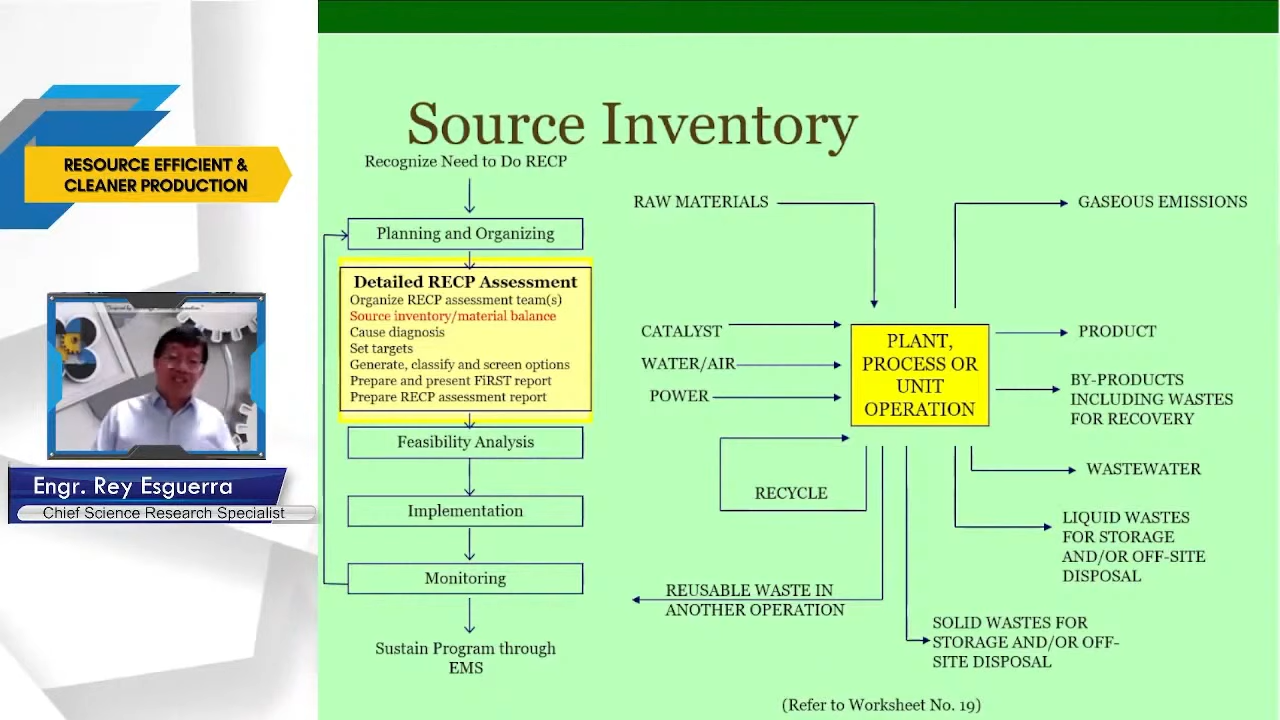 RESOURCE EFFICIENT &
CLEANER PRODUCTION
Engr. Rey Esguerra
Chief Science Research Specialist
Source Inventory
Recognize Need to Do RECP
Planning and Organizing
Detailed RECP Assessment
Organize RECP assessment team(s)
Source inventory/material balance
Cause diagnosis
Set targets
Generate, classify and screen options
Prepare and present FiRST report
Prepare RECP assessment report
Feasibility Analysis
Implementation
Monitoring
Sustain Program through
EMS
RAW MATERIALS
CATALYST
WATER/AIR
POWER
RECYCLE
REUSABLE WASTE IN
ANOTHER OPERATION
PLANT,
PROCESS OR
UNIT
OPERATION
GASEOUS EMISSIONS
PRODUCT
BY-PRODUCTS
INCLUDING WASTES
FOR RECOVERY
WASTEWATER
LIQUID WASTES
FOR STORAGE
AND/OR OFF-SITE
DISPOSAL
SOLID WASTES FOR
STORAGE AND/OR OFF-
SITE DISPOSAL
(Refer to Worksheet No. 19)